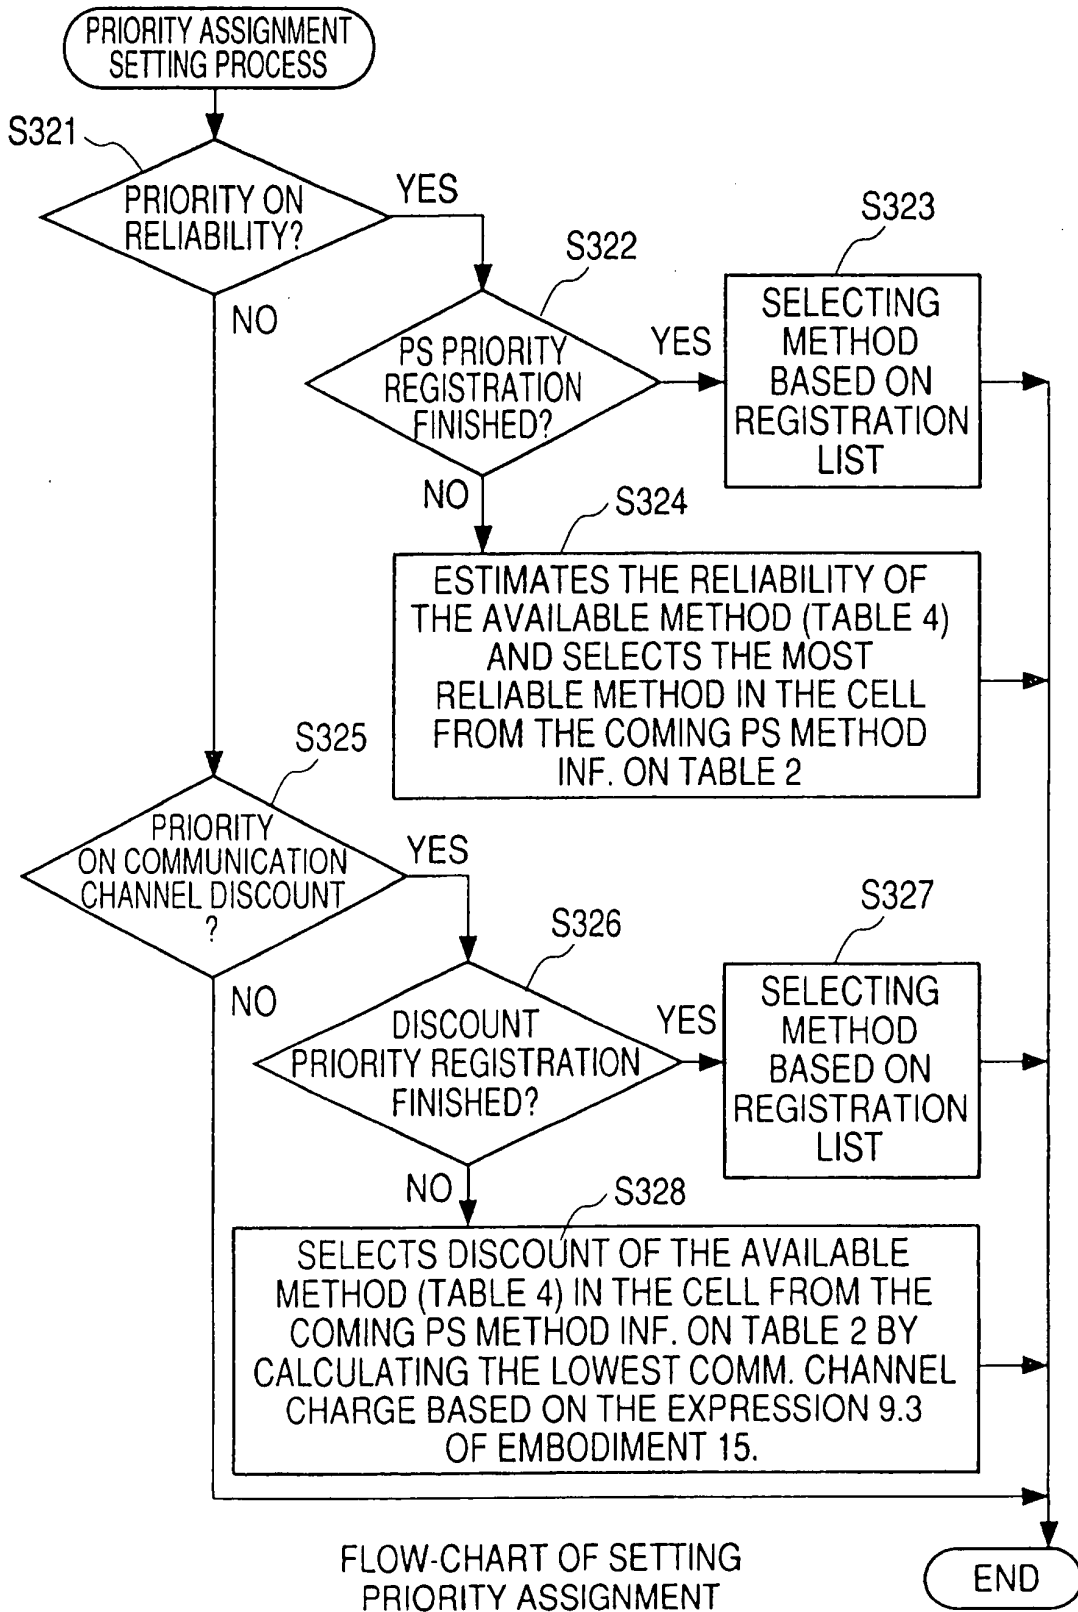 PRIORITY ASSIGNMENT
SETTING PROCESS
S321
PRIORITY ON
RELIABILITY?
YES
NO
S322
PS PRIORITY
REGISTRATION
FINISHED?
YES
NO
S323
SELECTING
METHOD
BASED ON
REGISTRATION
LIST
S324
ESTIMATES THE RELIABILITY OF
THE AVAILABLE METHOD (TABLE 4)
AND SELECTS THE MOST
RELIABLE METHOD IN THE CELL
FROM THE COMING PS METHOD
INF. ON TABLE 2
S325
PRIORITY
ON COMMUNICATION
CHANNEL DISCOUNT
?
YES
NO
S326
DISCOUNT
PRIORITY REGISTRATION
FINISHED?
YES
NO
S327
SELECTING
METHOD
BASED ON
REGISTRATION
LIST
S328
SELECTS DISCOUNT OF THE AVAILABLE
METHOD (TABLE 4) IN THE CELL FROM THE
COMING PS METHOD INF. ON TABLE 2 BY
CALCULATING THE LOWEST COMM. CHANNEL
CHARGE BASED ON THE EXPRESSION 9.3
OF EMBODIMENT 15.
END
FLOW-CHART OF SETTING
PRIORITY ASSIGNMENT